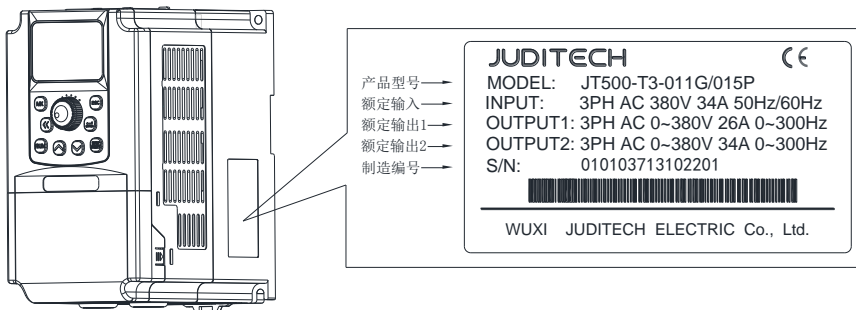 JUDITECH CE
产品型号 MODEL: JT500-T3-011G/015P
额定输入 INPUT: 3PH AC 380V 34A 50Hz/60Hz
额定输出1 OUTPUT1: 3PH AC 0~380V 26A 0~300Hz
额定输出2 OUTPUT2: 3PH AC 0~380V 34A 0~300Hz
制造编号 S/N: 010103713102201
WUXI JUDITECH ELECTRIC Co., Ltd.